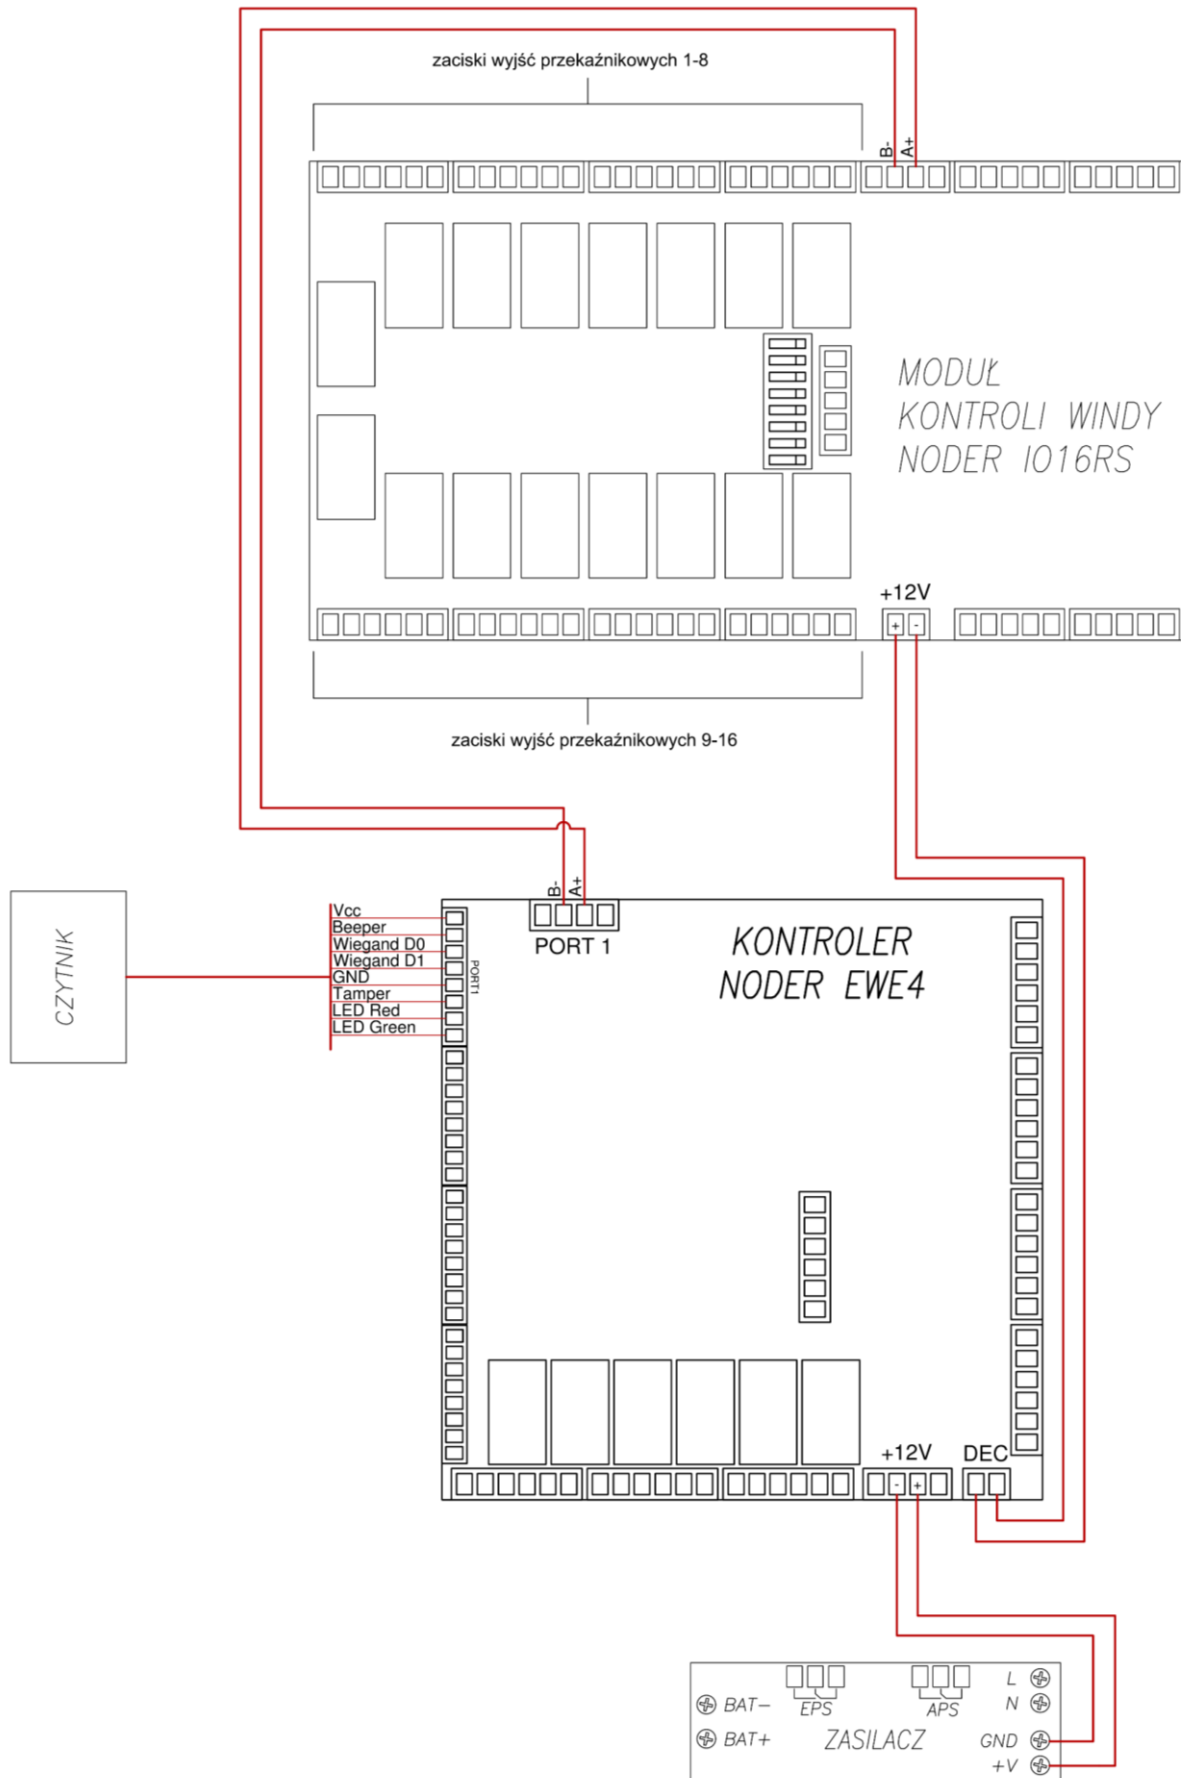 zaciski wyjść przekaźnikowych 1-8
B-
A+
MODUŁ
KONTROLI WINDY
NODER IO16RS
+12V
+ -
zaciski wyjść przekaźnikowych 9-16
B-
A+
PORT 1
CZYTNIK
Vcc
Beeper
Wiegand D0
Wiegand D1
GND
Tamper
LED Red
LED Green
PORT1
KONTROLER
NODER EWE4
+12V
DEC
- +
BAT-
BAT+
EPS
APS
ZASILACZ
L
N
GND
+V